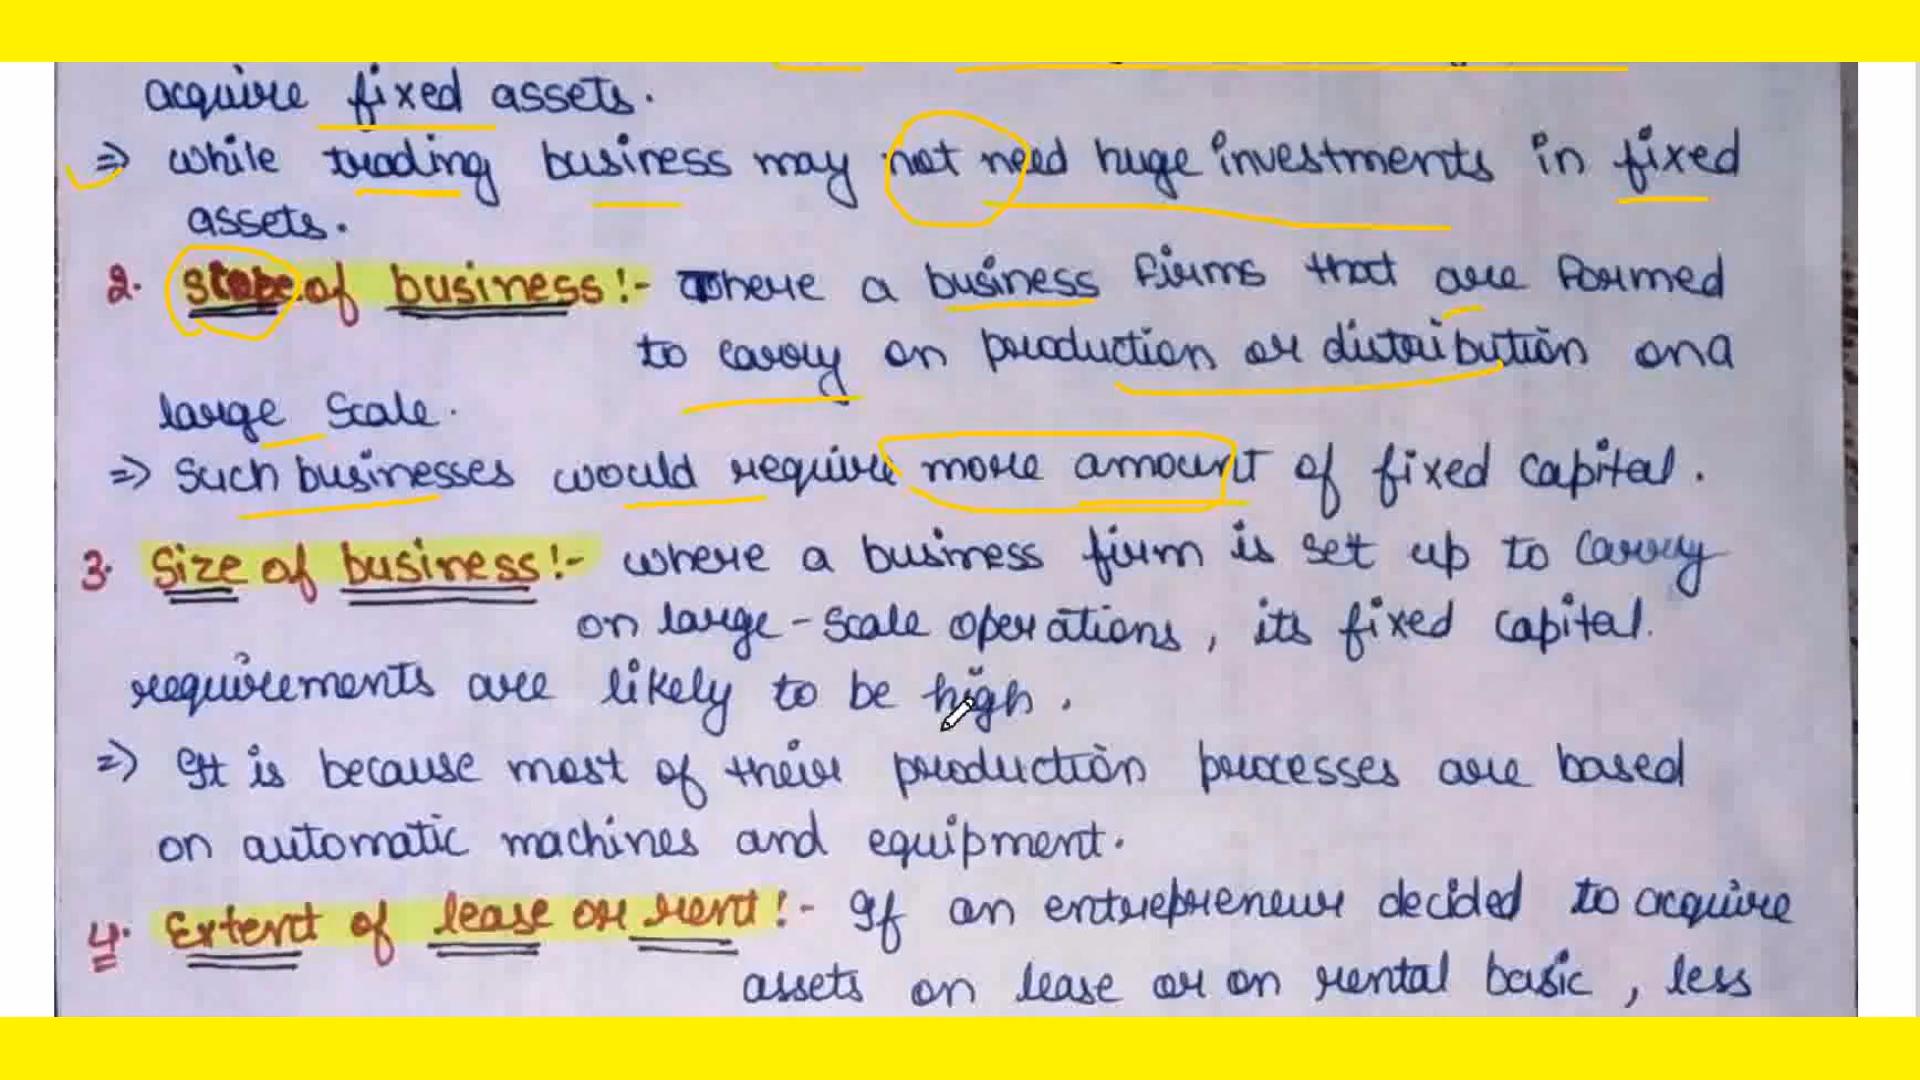 acquire fixed assets.
=> while trading business may not need huge investments in fixed
assets.
2. Scope of business :- Where a business firms that are formed
to carry on production or distribution on a
large Scale.
=> Such businesses would require more amount of fixed capital.
3. Size of business :- where a business firm is set up to carry
on large-scale operations, its fixed capital
requirements are likely to be high.
=> It is because most of their production processes are based
on automatic machines and equipment.
4. Extent of lease or rent :- If an entrepreneur decided to acquire
assets on lease or on rental basic, less